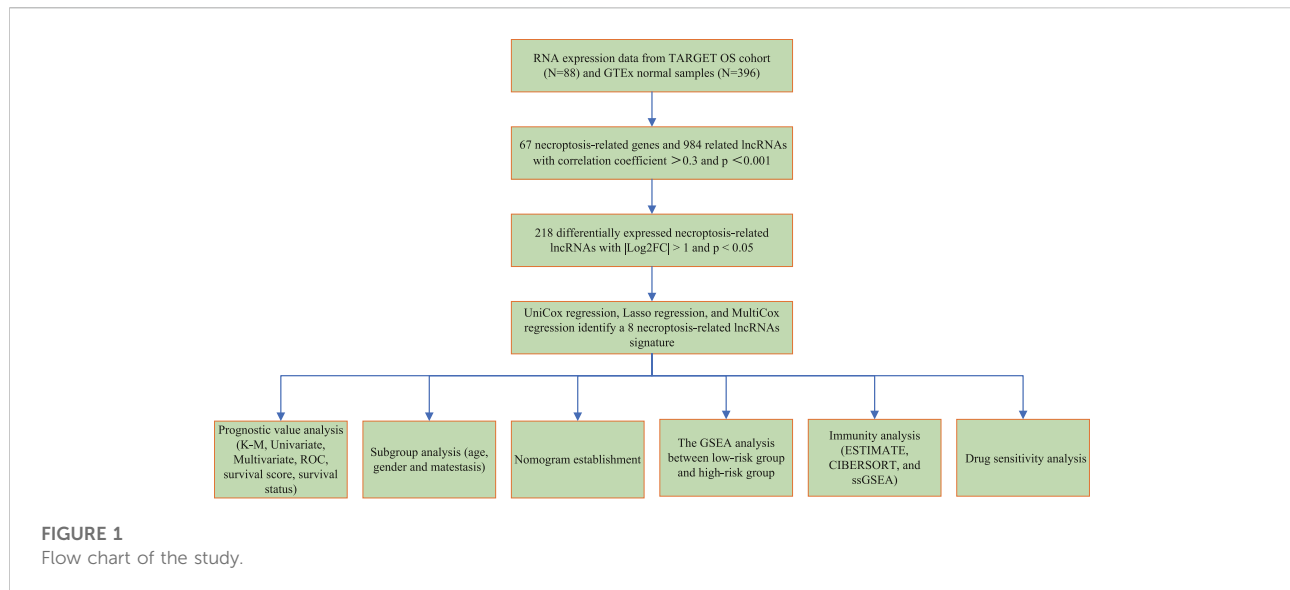 RNA expression data from TARGET OS cohort
(N=88) and GTEx normal samples (N=396)
67 necroptosis-related genes and 984 related lncRNAs
with correlation coefficient >0.3 and p <0.001
218 differentially expressed necroptosis-related
lncRNAs with |Log2FC| > 1 and p < 0.05
UniCox regression, Lasso regression, and MultiCox
regression identify a 8 necroptosis-related lncRNAs
signature
Prognostic value analysis
(K-M, Univariate,
Multivariate, ROC,
survival score, survival
status)
Subgroup analysis (age,
gender and matestasis)
Nomogram establishment
The GSEA analysis
between low-risk group
and high-risk group
Immunity analysis
(ESTIMATE,
CIBERSORT, and
ssGSEA)
Drug sensitivity analysis
FIGURE 1
Flow chart of the study.